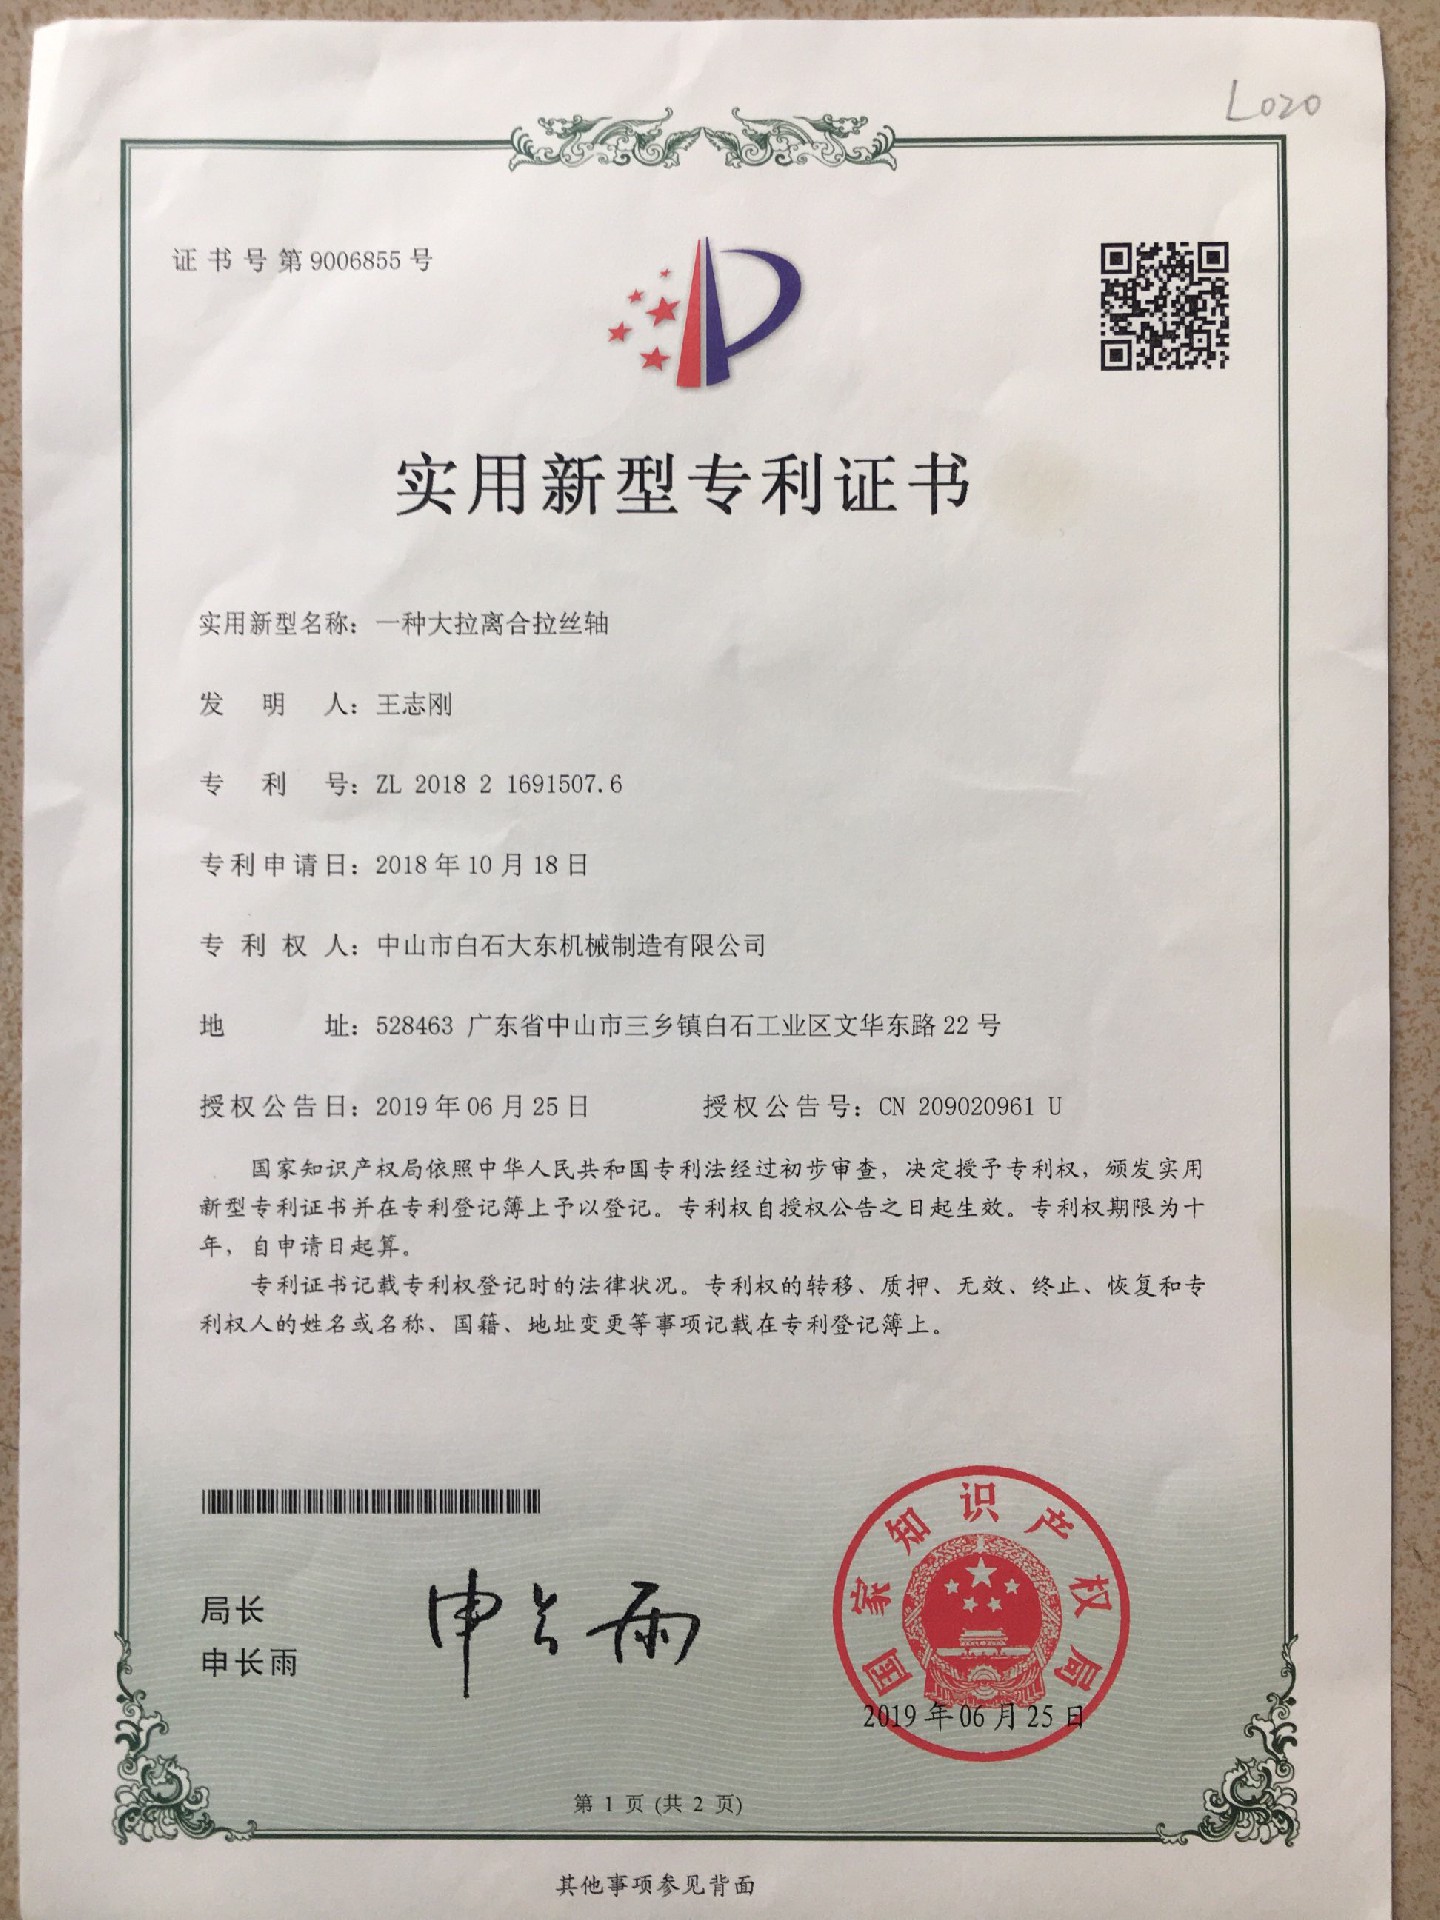 L020
证书号第9006855号
实用新型专利证书
实用新型名称：一种大拉离合拉丝轴
发明人：王志刚
专利号：ZL 2018 2 1691507.6
专利申请日：2018年10月18日
专利权人：中山市白石大东机械制造有限公司
地址：528463 广东省中山市三乡镇白石工业区文华东路22号
授权公告日：2019年06月25日 授权公告号：CN 209020961 U
国家知识产权局依照中华人民共和国专利法经过初步审查，决定授予专利权，颁发实用
新型专利证书并在专利登记簿上予以登记。专利权自授权公告之日起生效。专利权期限为十
年，自申请日起算。
专利证书记载专利权登记时的法律状况。专利权的转移、质押、无效、终止、恢复和专
利权人的姓名或名称、国籍、地址变更等事项记载在专利登记簿上。
局长
申长雨
申长雨
国家知识产权局
2019年06月25日
第 1 页 (共 2 页)
其他事项参见背面